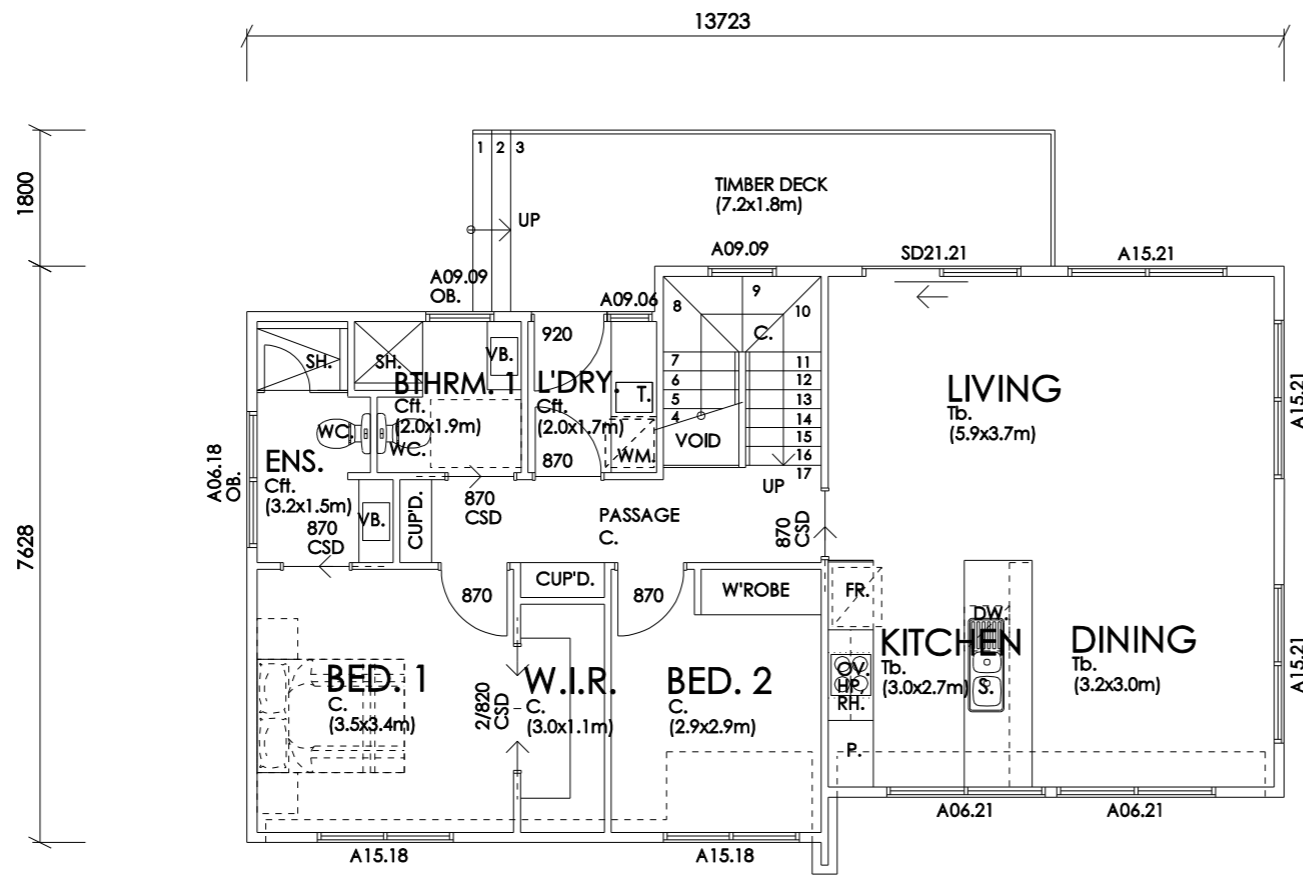 13723
1800
7628
1 2 3
UP
TIMBER DECK
(7.2x1.8m)
A09.09
OB.
A09.06
A09.09
SD21.21
A15.21
920
8
9
10
C.
7
6
5
4
11
12
13
14
15
16
17
VOID
UP
SH.
SH.
VB.
BTHRM. 1
Cft.
(2.0x1.9m)
WC.
WC.
L'DRY.
Cft.
(2.0x1.7m)
T.
WM.
870
LIVING
Tb.
(5.9x3.7m)
A15.21
A06.18
OB.
ENS.
Cft.
(3.2x1.5m)
870
CSD
VB.
CUP'D.
870
CSD
PASSAGE
C.
870
CSD
870
CUP'D.
870
W'ROBE
FR.
DW.
KITCHEN
Tb.
(3.0x2.7m)
OV.
HP.
RH.
P.
S.
DINING
Tb.
(3.2x3.0m)
A15.21
BED. 1
C.
(3.5x3.4m)
2/820
CSD
W.I.R.
C.
(3.0x1.1m)
BED. 2
C.
(2.9x2.9m)
A06.21
A06.21
A15.18
A15.18